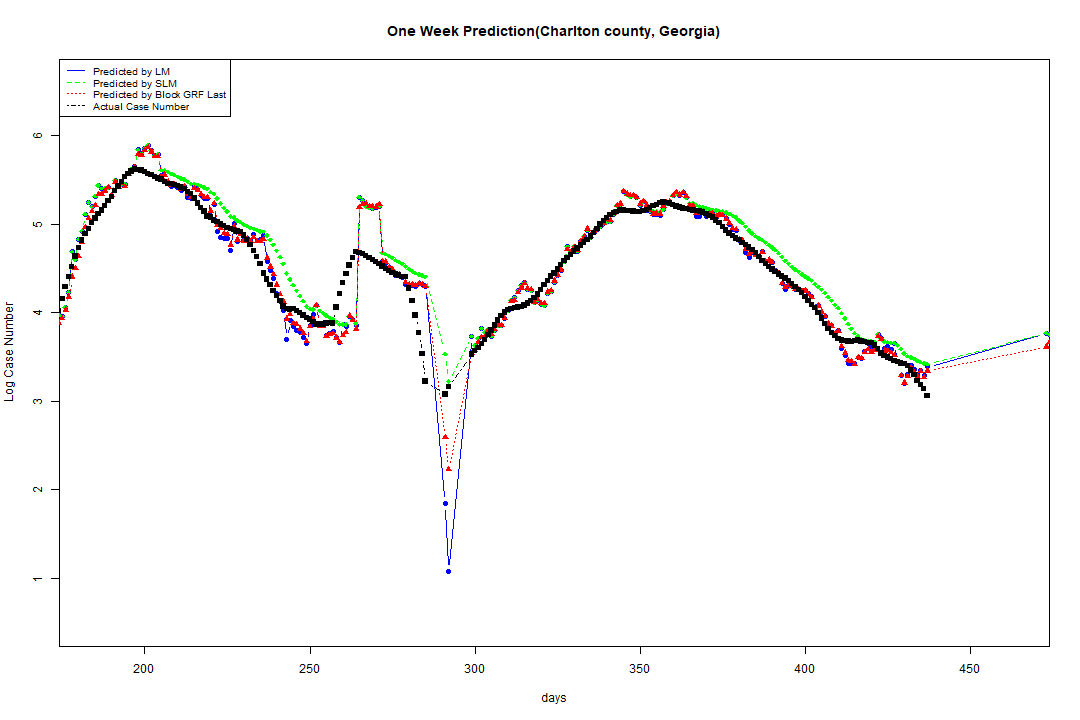 One Week Prediction(Charlton county, Georgia)
Predicted by LM
Predicted by SLM
Predicted by Block GRF Last
Actual Case Number
Log Case Number
6
5
4
3
2
1
200 250 300 350 400 450
days